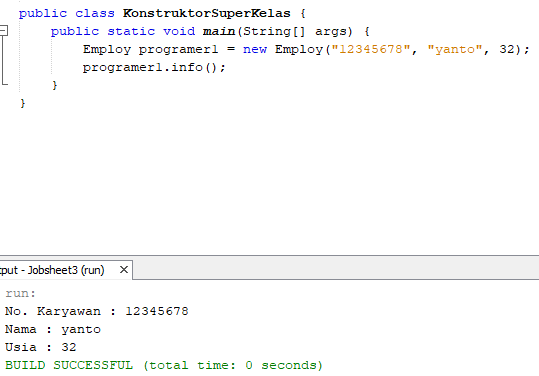 public class KonstruktorSuperKelas {
public static void main(String[] args) {
Employ programer1 = new Employ("12345678", "yanto", 32);
programer1.info();
}
}
tput - Jobsheet3 (run) ×
run:
No. Karyawan : 12345678
Nama : yanto
Usia : 32
BUILD SUCCESSFUL (total time: 0 seconds)